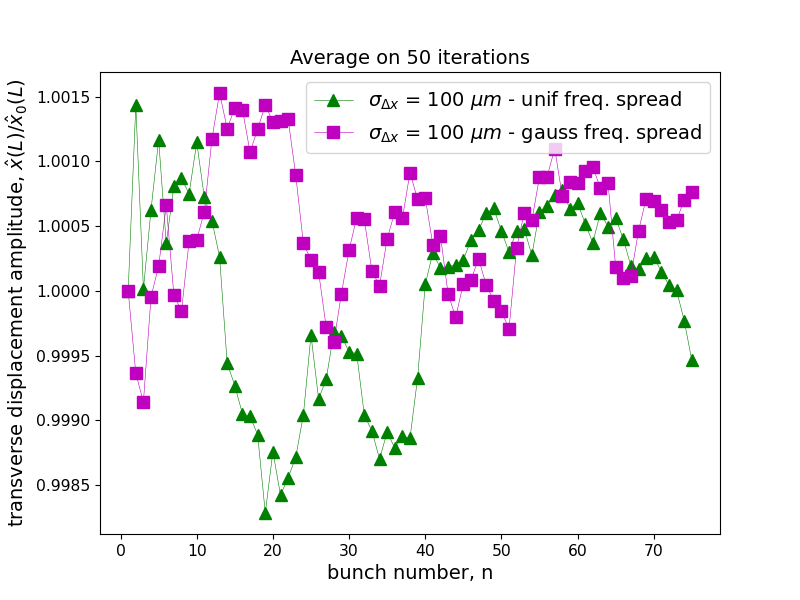 Average on 50 iterations
σ_Δx = 100 μm - unif freq. spread
σ_Δx = 100 μm - gauss freq. spread
transverse displacement amplitude, x̂(L)/x̂₀(L)
1.0015
1.0010
1.0005
1.0000
0.9995
0.9990
0.9985
0 10 20 30 40 50 60 70
bunch number, n